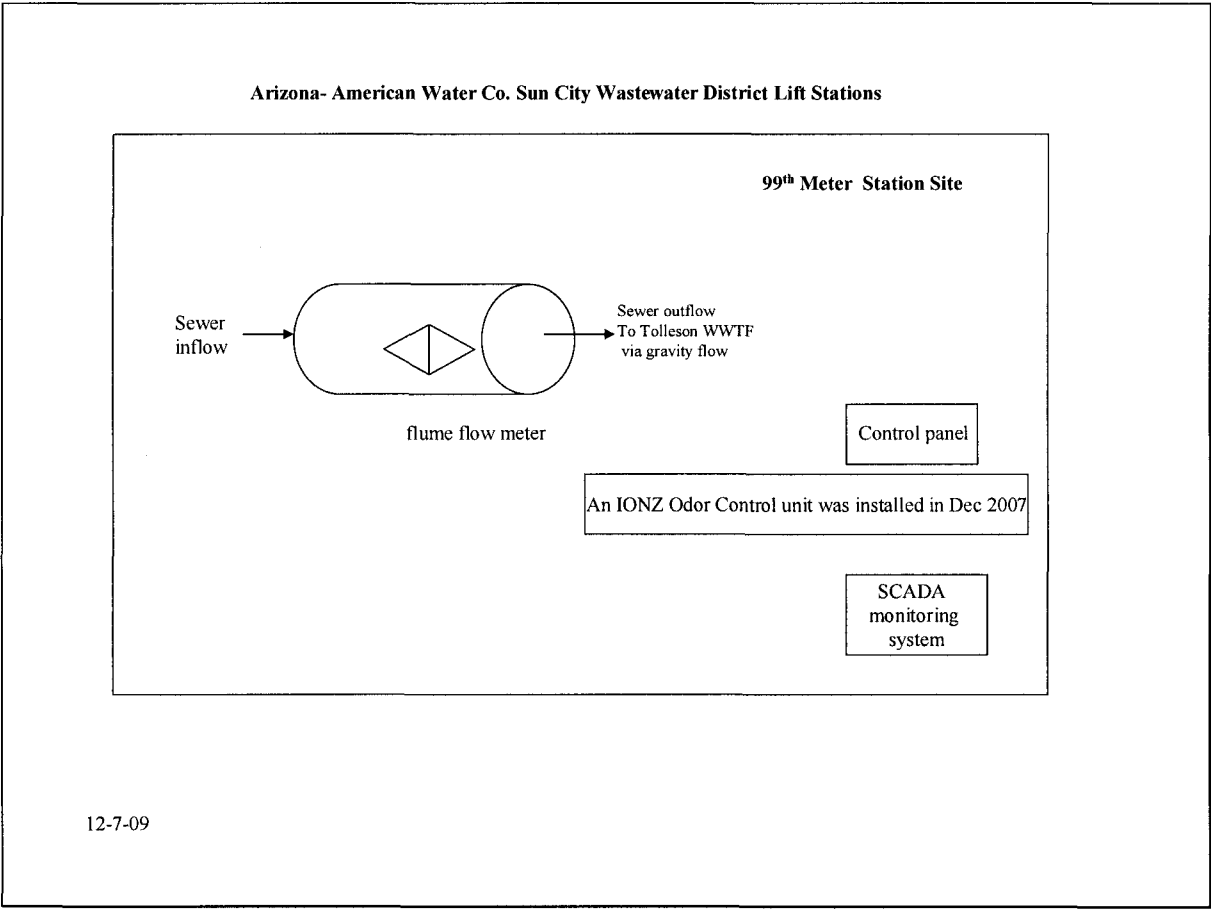 Arizona- American Water Co. Sun City Wastewater District Lift Stations
99th Meter Station Site
Sewer
inflow
Sewer outflow
To Tolleson WWTF
via gravity flow
flume flow meter
Control panel
An IONZ Odor Control unit was installed in Dec 2007
SCADA
monitoring
system
12-7-09